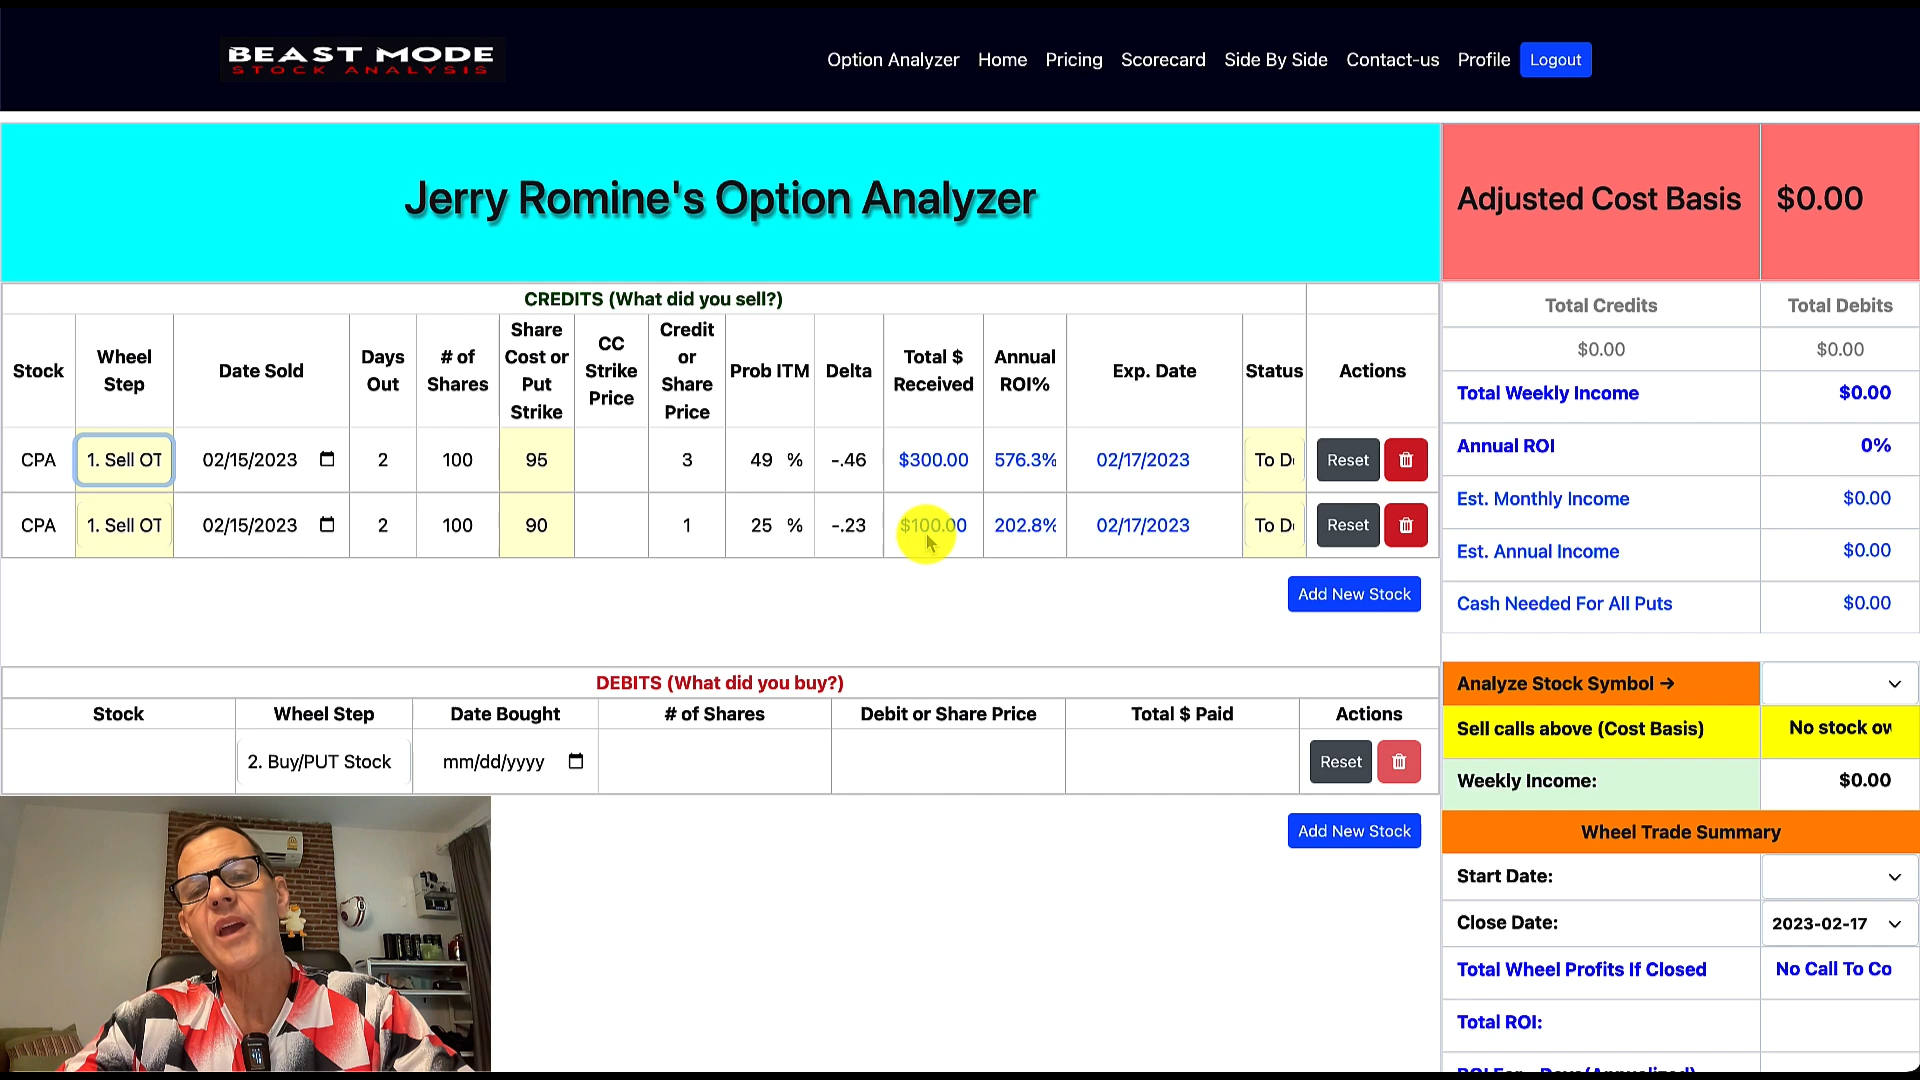 BEAST MODE
STOCK ANALYSIS
Option Analyzer Home Pricing Scorecard Side By Side Contact-us Profile Logout
Jerry Romine's Option Analyzer
Adjusted Cost Basis $0.00
CREDITS (What did you sell?)
Stock Wheel Step Date Sold Days Out # of Shares Share Cost or Put Strike CC Strike Price Credit or Share Price Prob ITM Delta Total $ Received Annual ROI% Exp. Date Status Actions
CPA 1. Sell OT 02/15/2023 2 100 95 3 49 % -.46 $300.00 576.3% 02/17/2023 To D Reset
CPA 1. Sell OT 02/15/2023 2 100 90 1 25 % -.23 $100.00 202.8% 02/17/2023 To D Reset
Add New Stock
DEBITS (What did you buy?)
Stock Wheel Step Date Bought # of Shares Debit or Share Price Total $ Paid Actions
2. Buy/PUT Stock mm/dd/yyyy Reset
Add New Stock
Total Credits Total Debits
$0.00 $0.00
Total Weekly Income $0.00
Annual ROI 0%
Est. Monthly Income $0.00
Est. Annual Income $0.00
Cash Needed For All Puts $0.00
Analyze Stock Symbol →
Sell calls above (Cost Basis) No stock ow
Weekly Income: $0.00
Wheel Trade Summary
Start Date:
Close Date: 2023-02-17
Total Wheel Profits If Closed No Call To Co
Total ROI: